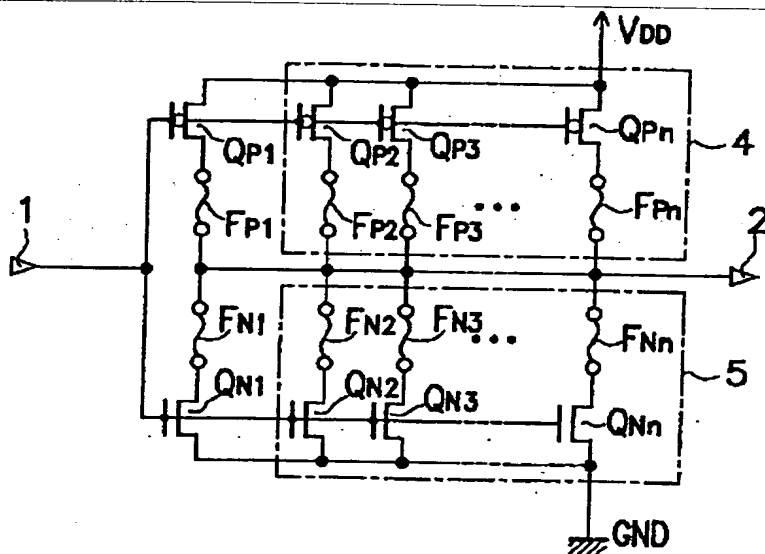 VDD
QP1 QP2 QP3 QPn
4
1
FP1 FP2 FP3 ... FPn
2
FN1 FN2 FN3 ... FNn
5
QN1 QN2 QN3 QNn
GND